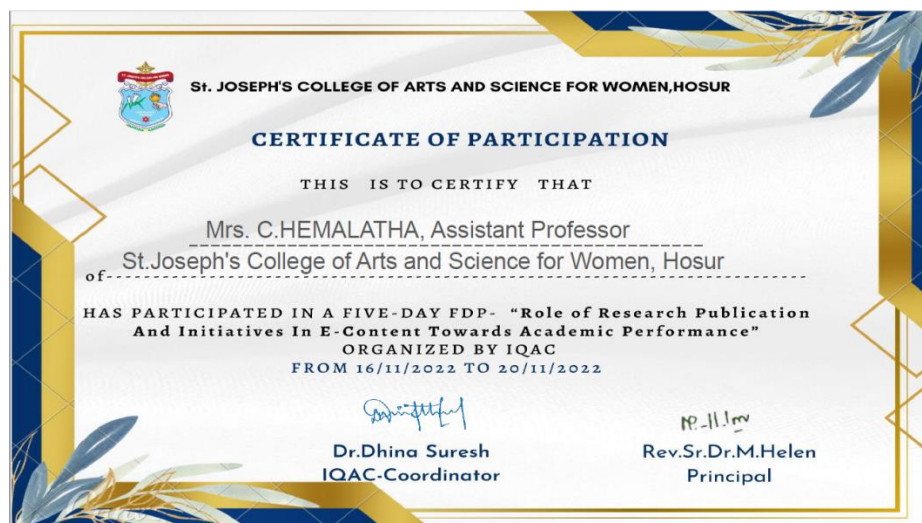 St. JOSEPH'S COLLEGE OF ARTS AND SCIENCE FOR WOMEN,HOSUR
CERTIFICATE OF PARTICIPATION
THIS IS TO CERTIFY THAT
Mrs. C.HEMALATHA, Assistant Professor
of St.Joseph's College of Arts and Science for Women, Hosur
HAS PARTICIPATED IN A FIVE-DAY FDP- “Role of Research Publication
And Initiatives In E-Content Towards Academic Performance”
ORGANIZED BY IQAC
FROM 16/11/2022 TO 20/11/2022
Dr.Dhina Suresh
IQAC-Coordinator
Rev.Sr.Dr.M.Helen
Principal